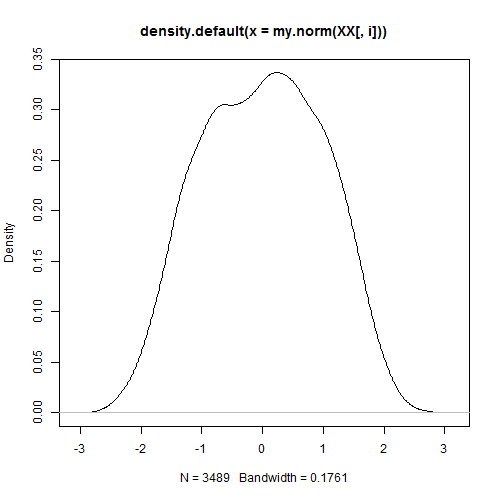 density.default(x = my.norm(XX[, i]))
Density
0.35
0.30
0.25
0.20
0.15
0.10
0.05
0.00
-3 -2 -1 0 1 2 3
N = 3489 Bandwidth = 0.1761